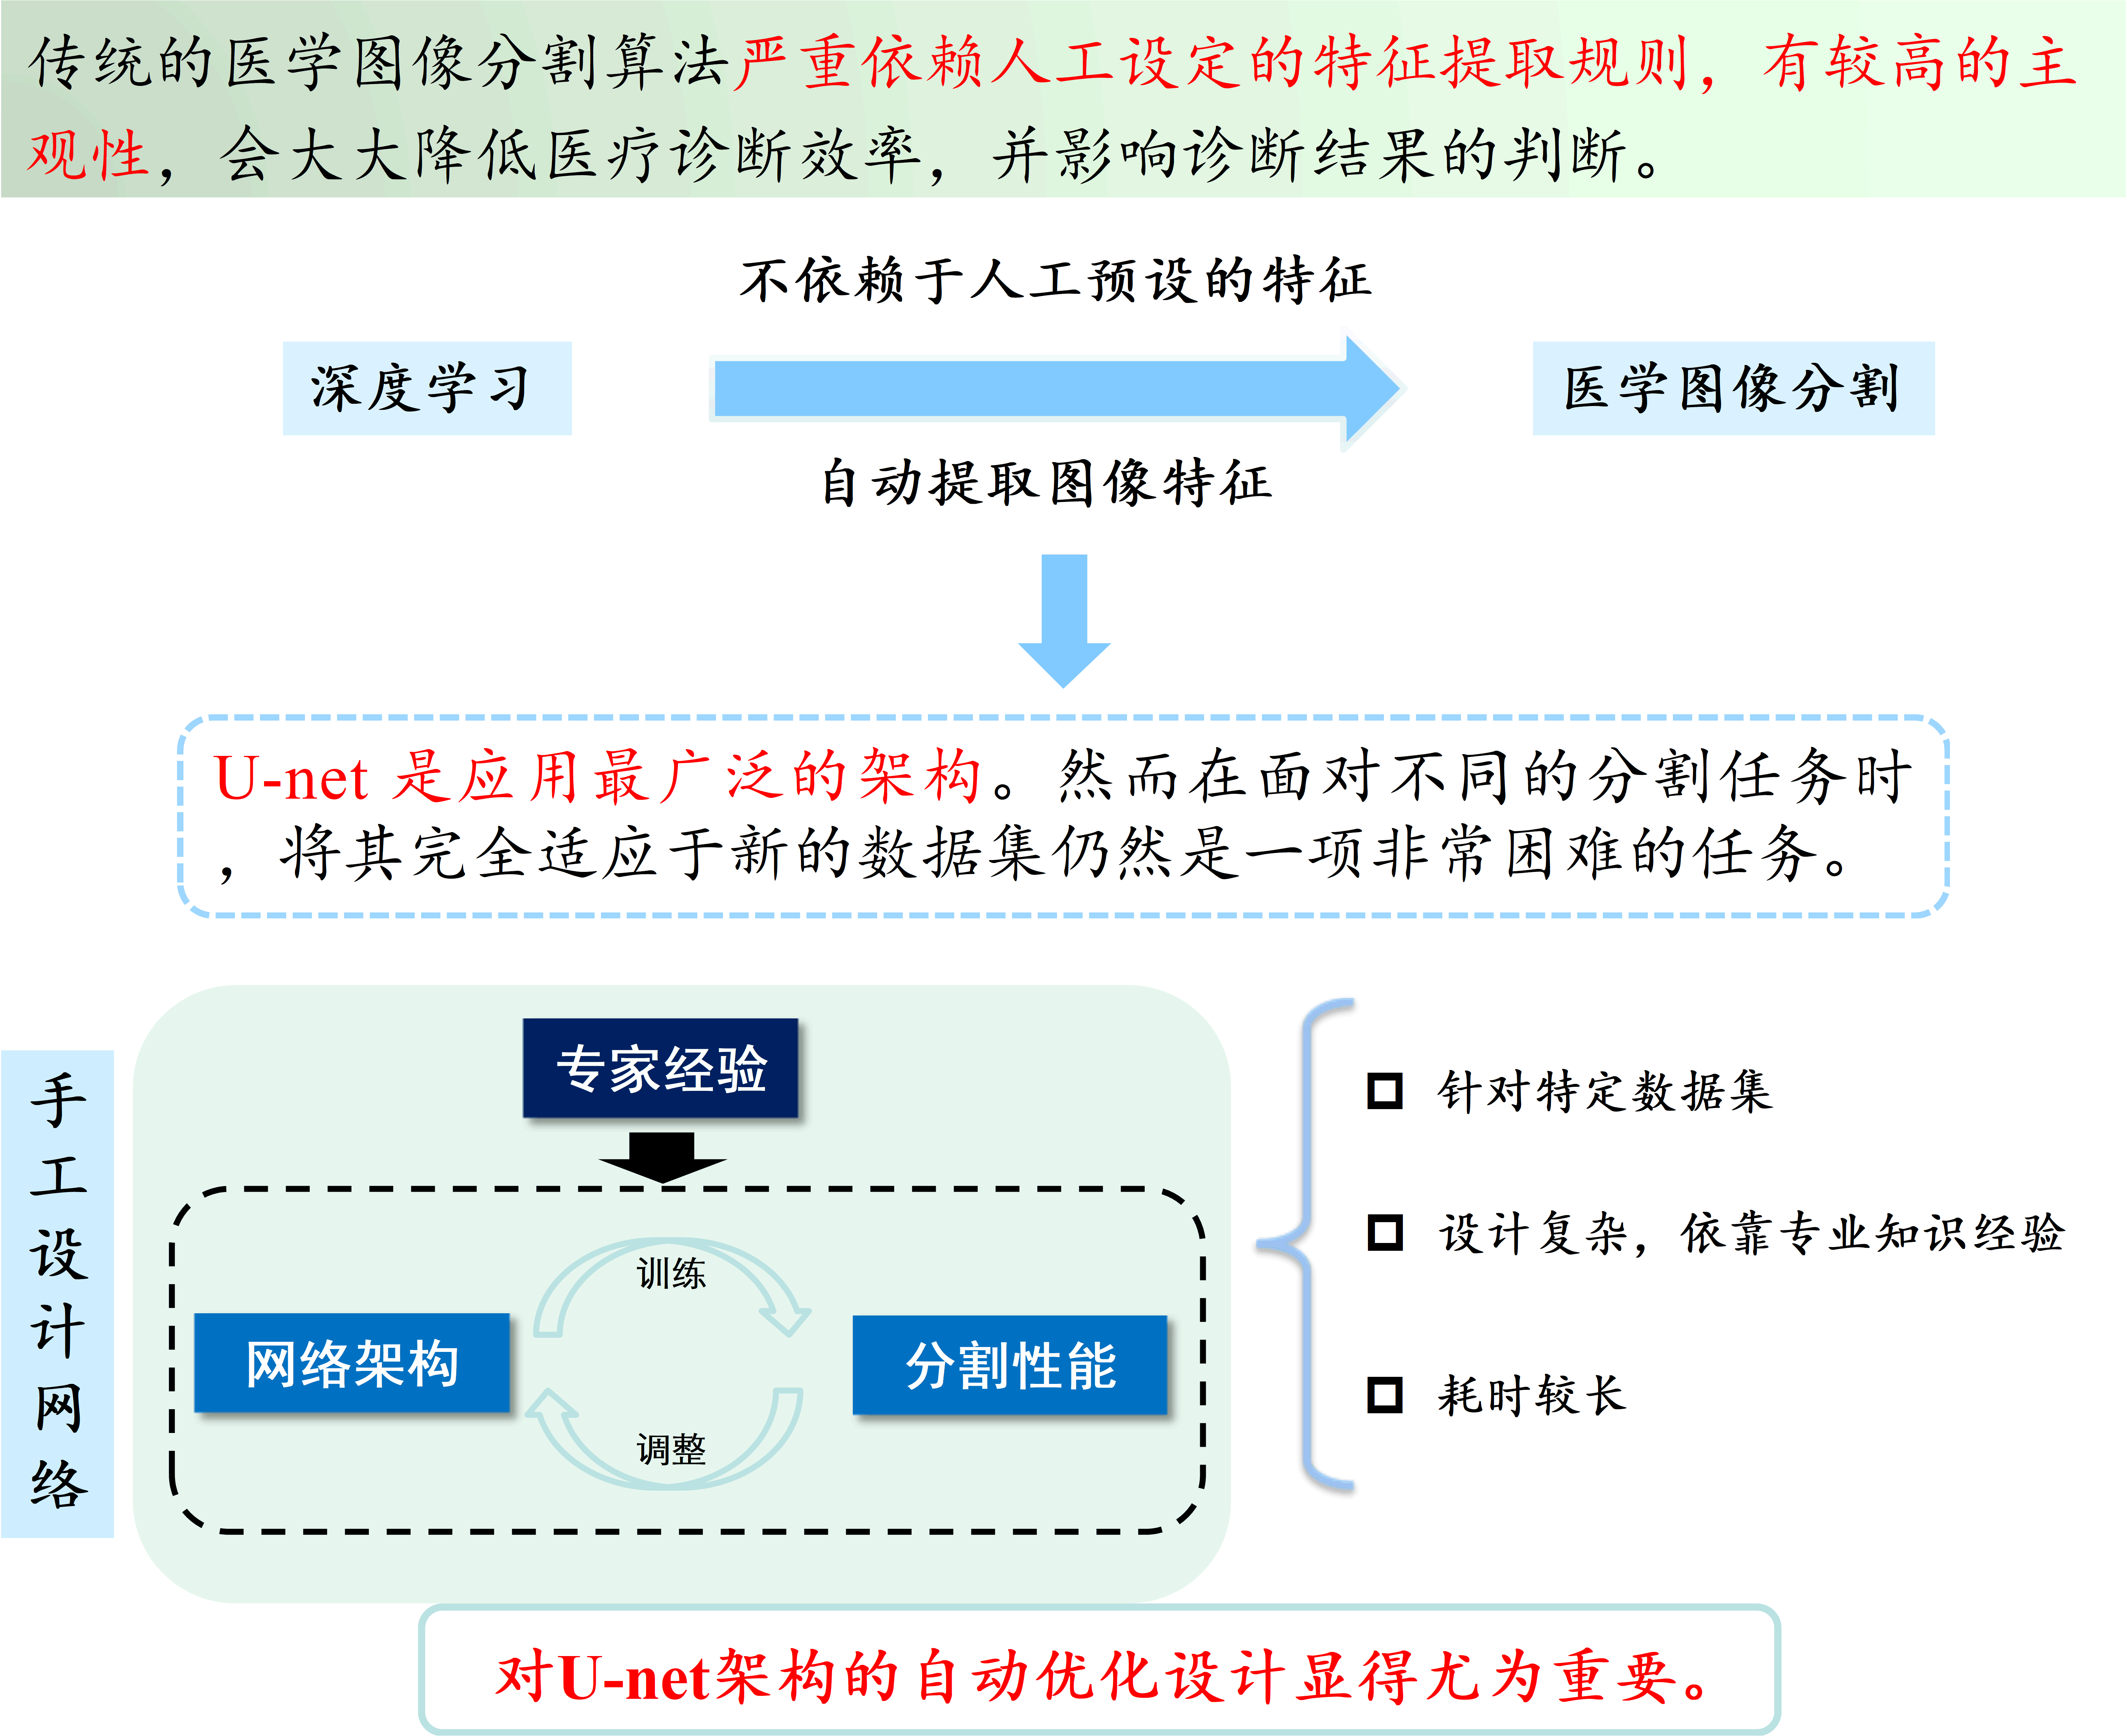 传统的医学图像分割算法严重依赖人工设定的特征提取规则，有较高的主
观性，会大大降低医疗诊断效率，并影响诊断结果的判断。
不依赖于人工预设的特征
深度学习
医学图像分割
自动提取图像特征
U-net 是应用最广泛的架构。然而在面对不同的分割任务时
，将其完全适应于新的数据集仍然是一项非常困难的任务。
手工设计网络
专家经验
训练
网络架构
分割性能
调整
针对特定数据集
设计复杂，依靠专业知识经验
耗时较长
对U-net架构的自动优化设计显得尤为重要。